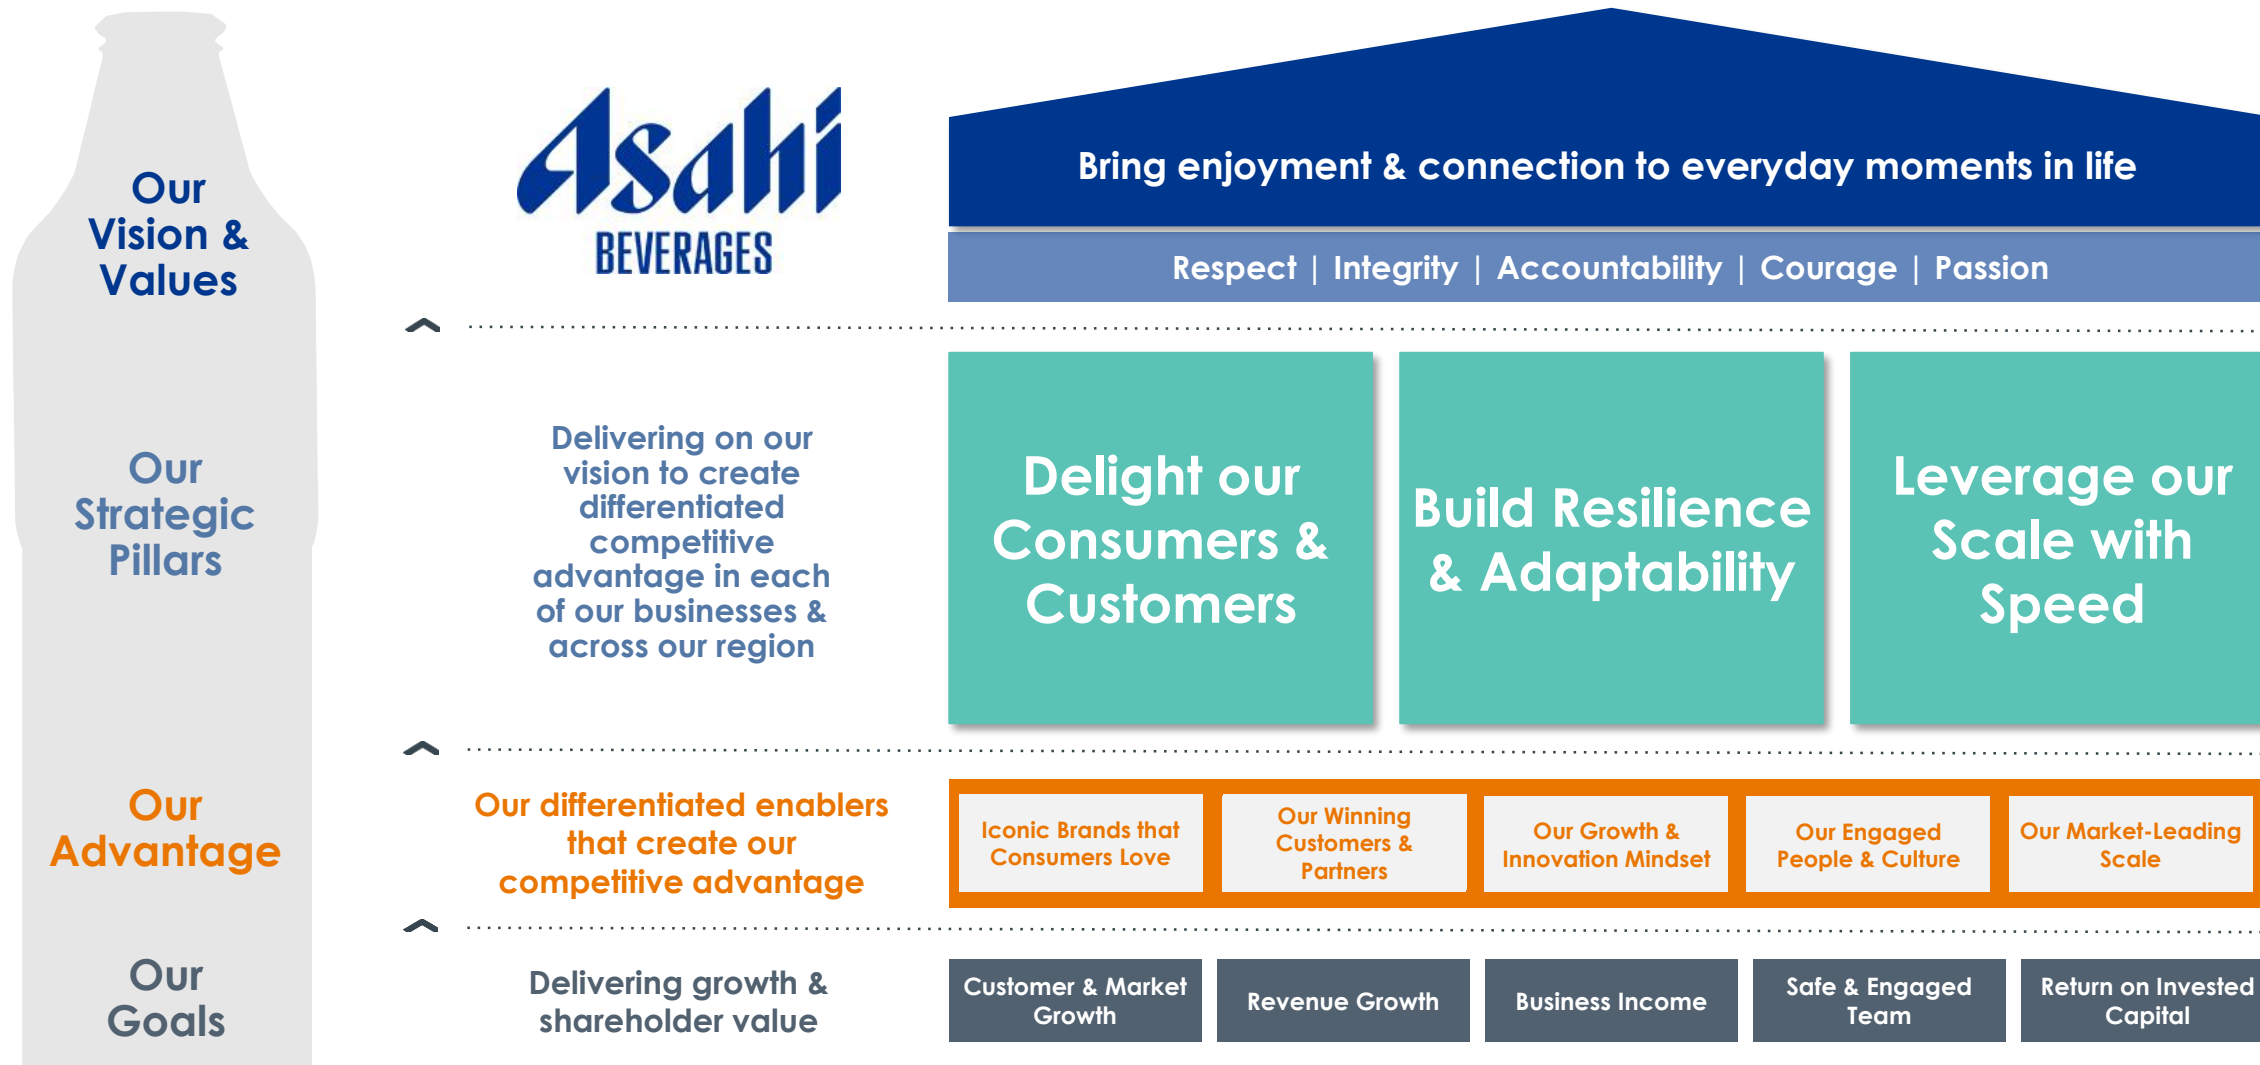 Our
Vision &
Values
Asahi
BEVERAGES
Bring enjoyment & connection to everyday moments in life
Respect | Integrity | Accountability | Courage | Passion
Our
Strategic
Pillars
Delivering on our
vision to create
differentiated
competitive
advantage in each
of our businesses &
across our region
Delight our
Consumers &
Customers
Build Resilience
& Adaptability
Leverage our
Scale with
Speed
Our
Advantage
Our differentiated enablers
that create our
competitive advantage
Iconic Brands that
Consumers Love
Our Winning
Customers &
Partners
Our Growth &
Innovation Mindset
Our Engaged
People & Culture
Our Market-Leading
Scale
Our
Goals
Delivering growth &
shareholder value
Customer & Market
Growth
Revenue Growth
Business Income
Safe & Engaged
Team
Return on Invested
Capital